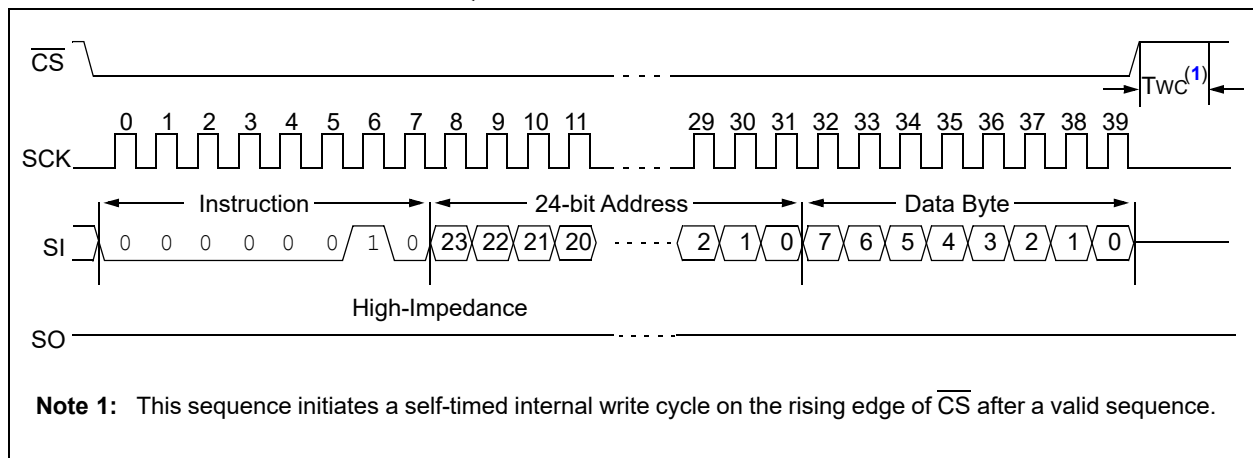 CS
TWC(1)
0 1 2 3 4 5 6 7 8 9 10 11 29 30 31 32 33 34 35 36 37 38 39
SCK
Instruction 24-bit Address Data Byte
SI 0 0 0 0 0 0 1 0 23 22 21 20 2 1 0 7 6 5 4 3 2 1 0
High-Impedance
SO
Note 1: This sequence initiates a self-timed internal write cycle on the rising edge of CS after a valid sequence.